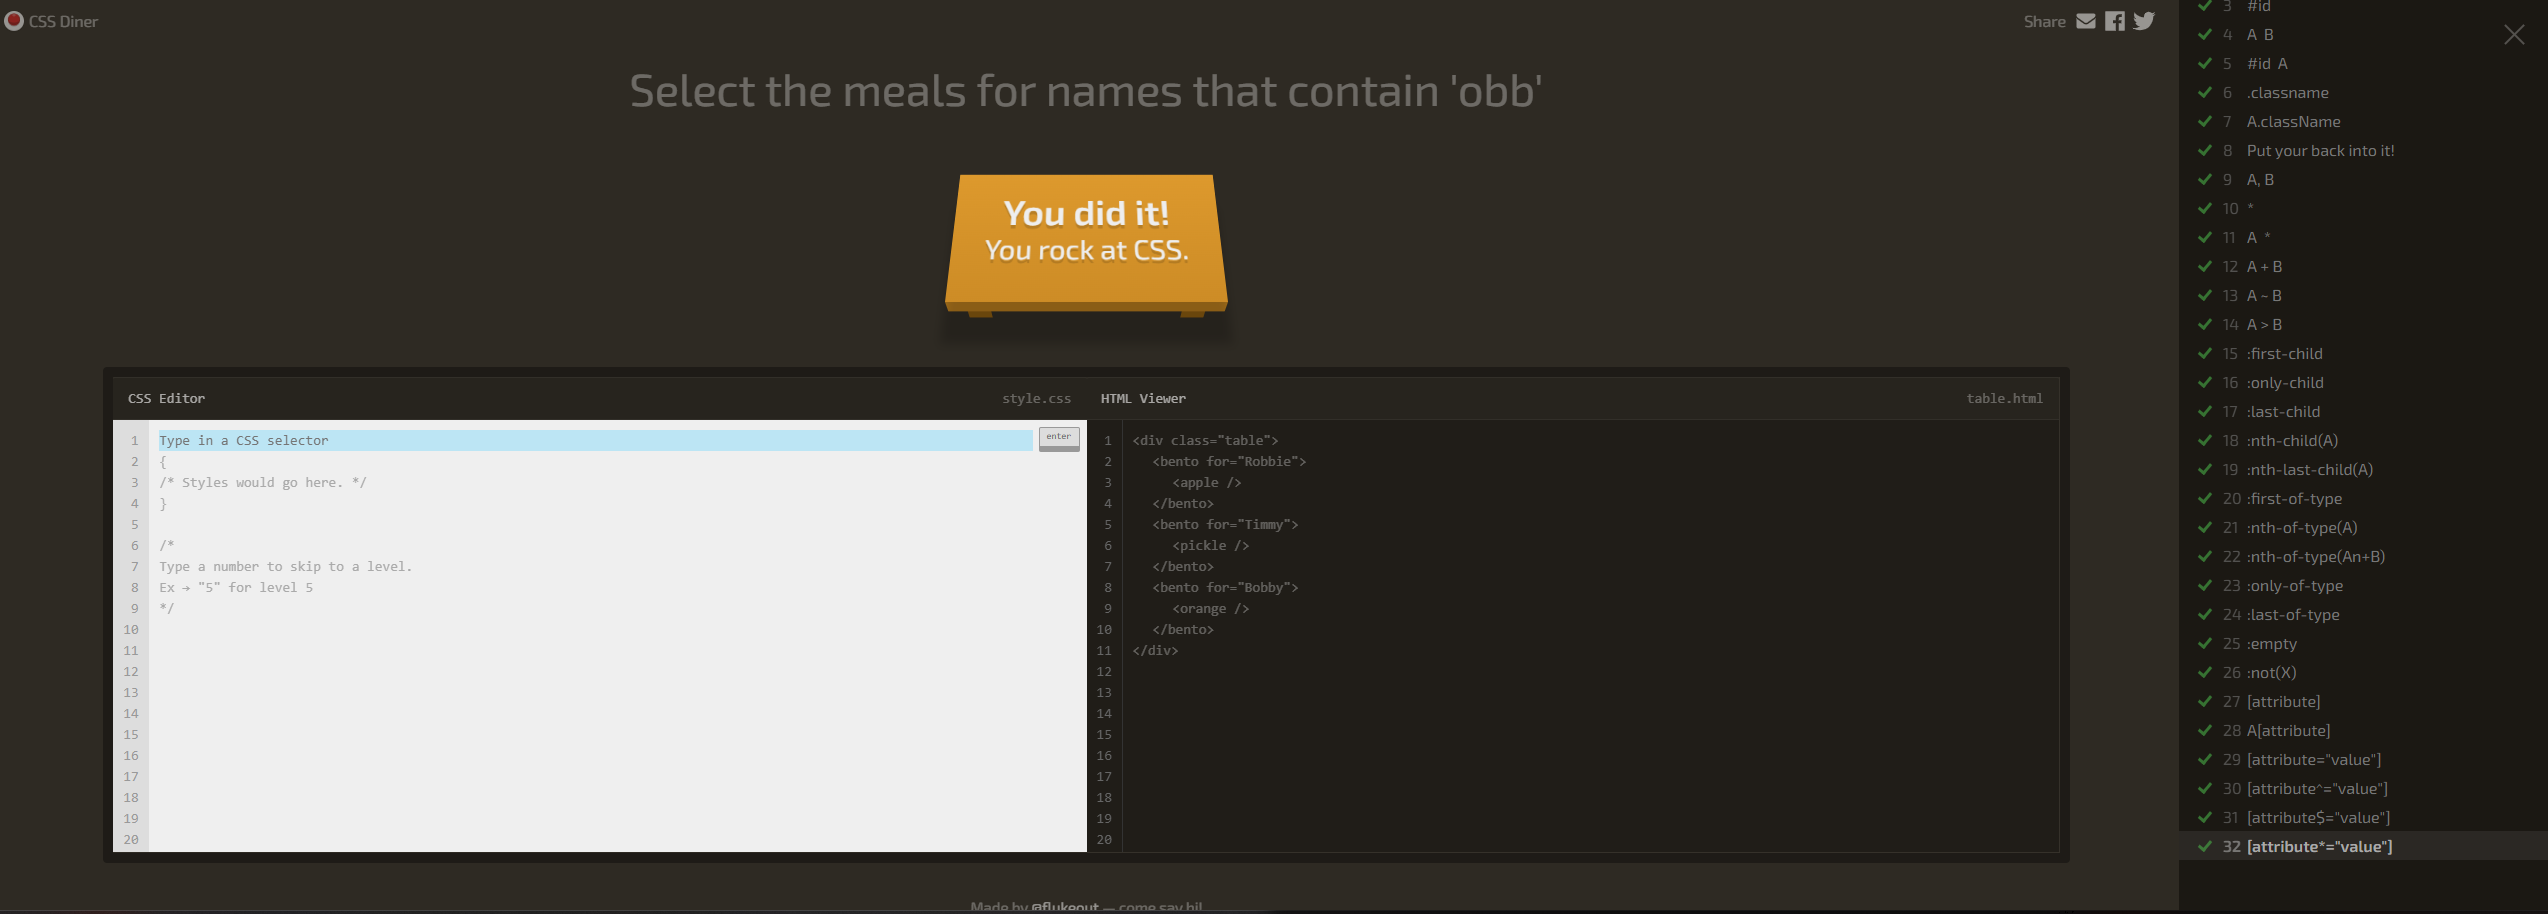 CSS Diner
Share
Select the meals for names that contain 'obb'
You did it!
You rock at CSS.
CSS Editor
style.css
1 Type in a CSS selector
enter
2 {
3 /* Styles would go here. */
4 }
5
6 /*
7 Type a number to skip to a level.
8 Ex → "5" for level 5
9 */
10
11
12
13
14
15
16
17
18
19
20
HTML Viewer
table.html
1 <div class="table">
2 <bento for="Robbie">
3 <apple />
4 </bento>
5 <bento for="Timmy">
6 <pickle />
7 </bento>
8 <bento for="Bobby">
9 <orange />
10 </bento>
11 </div>
12
13
14
15
16
17
18
19
20
Made by @flukeout — come say hi!
3 #id
4 A B
5 #id A
6 .classname
7 A.className
8 Put your back into it!
9 A, B
10 *
11 A *
12 A + B
13 A ~ B
14 A > B
15 :first-child
16 :only-child
17 :last-child
18 :nth-child(A)
19 :nth-last-child(A)
20 :first-of-type
21 :nth-of-type(A)
22 :nth-of-type(An+B)
23 :only-of-type
24 :last-of-type
25 :empty
26 :not(X)
27 [attribute]
28 A[attribute]
29 [attribute="value"]
30 [attribute^="value"]
31 [attribute$="value"]
32 [attribute*="value"]